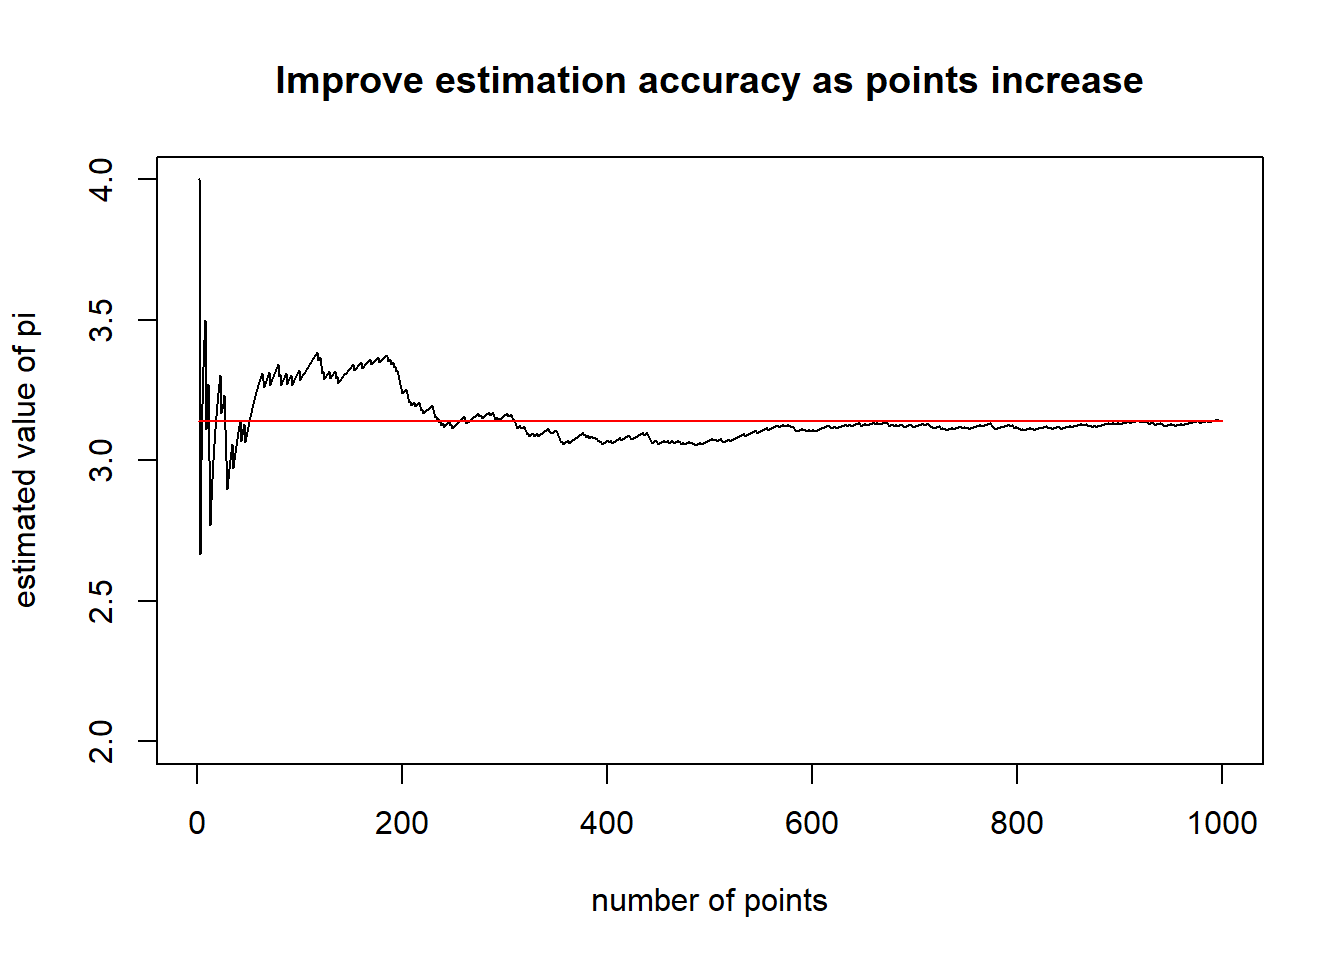 Improve estimation accuracy as points increase
estimated value of pi
4.0
3.5
3.0
2.5
2.0
0 200 400 600 800 1000
number of points